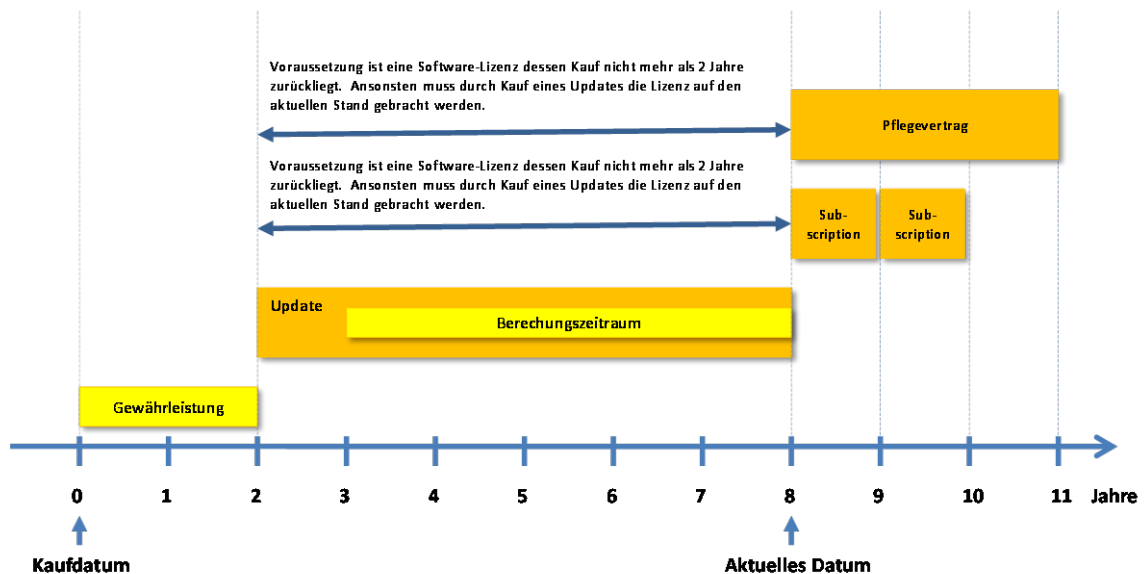 Voraussetzung ist eine Software-Lizenz dessen Kauf nicht mehr als 2 Jahre
zurückliegt. Ansonsten muss durch Kauf eines Updates die Lizenz auf den
aktuellen Stand gebracht werden.
Pflegevertrag
Voraussetzung ist eine Software-Lizenz dessen Kauf nicht mehr als 2 Jahre
zurückliegt. Ansonsten muss durch Kauf eines Updates die Lizenz auf den
aktuellen Stand gebracht werden.
Sub-
scription
Sub-
scription
Update
Berechungszeitraum
Gewährleistung
0 1 2 3 4 5 6 7 8 9 10 11 Jahre
Kaufdatum
Aktuelles Datum